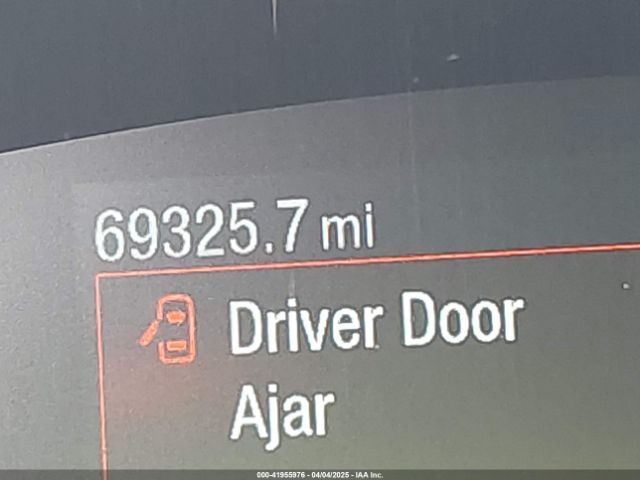 69325.7 mi
Driver Door
Ajar
000-41955976 - 04/04/2025 - IAA Inc.